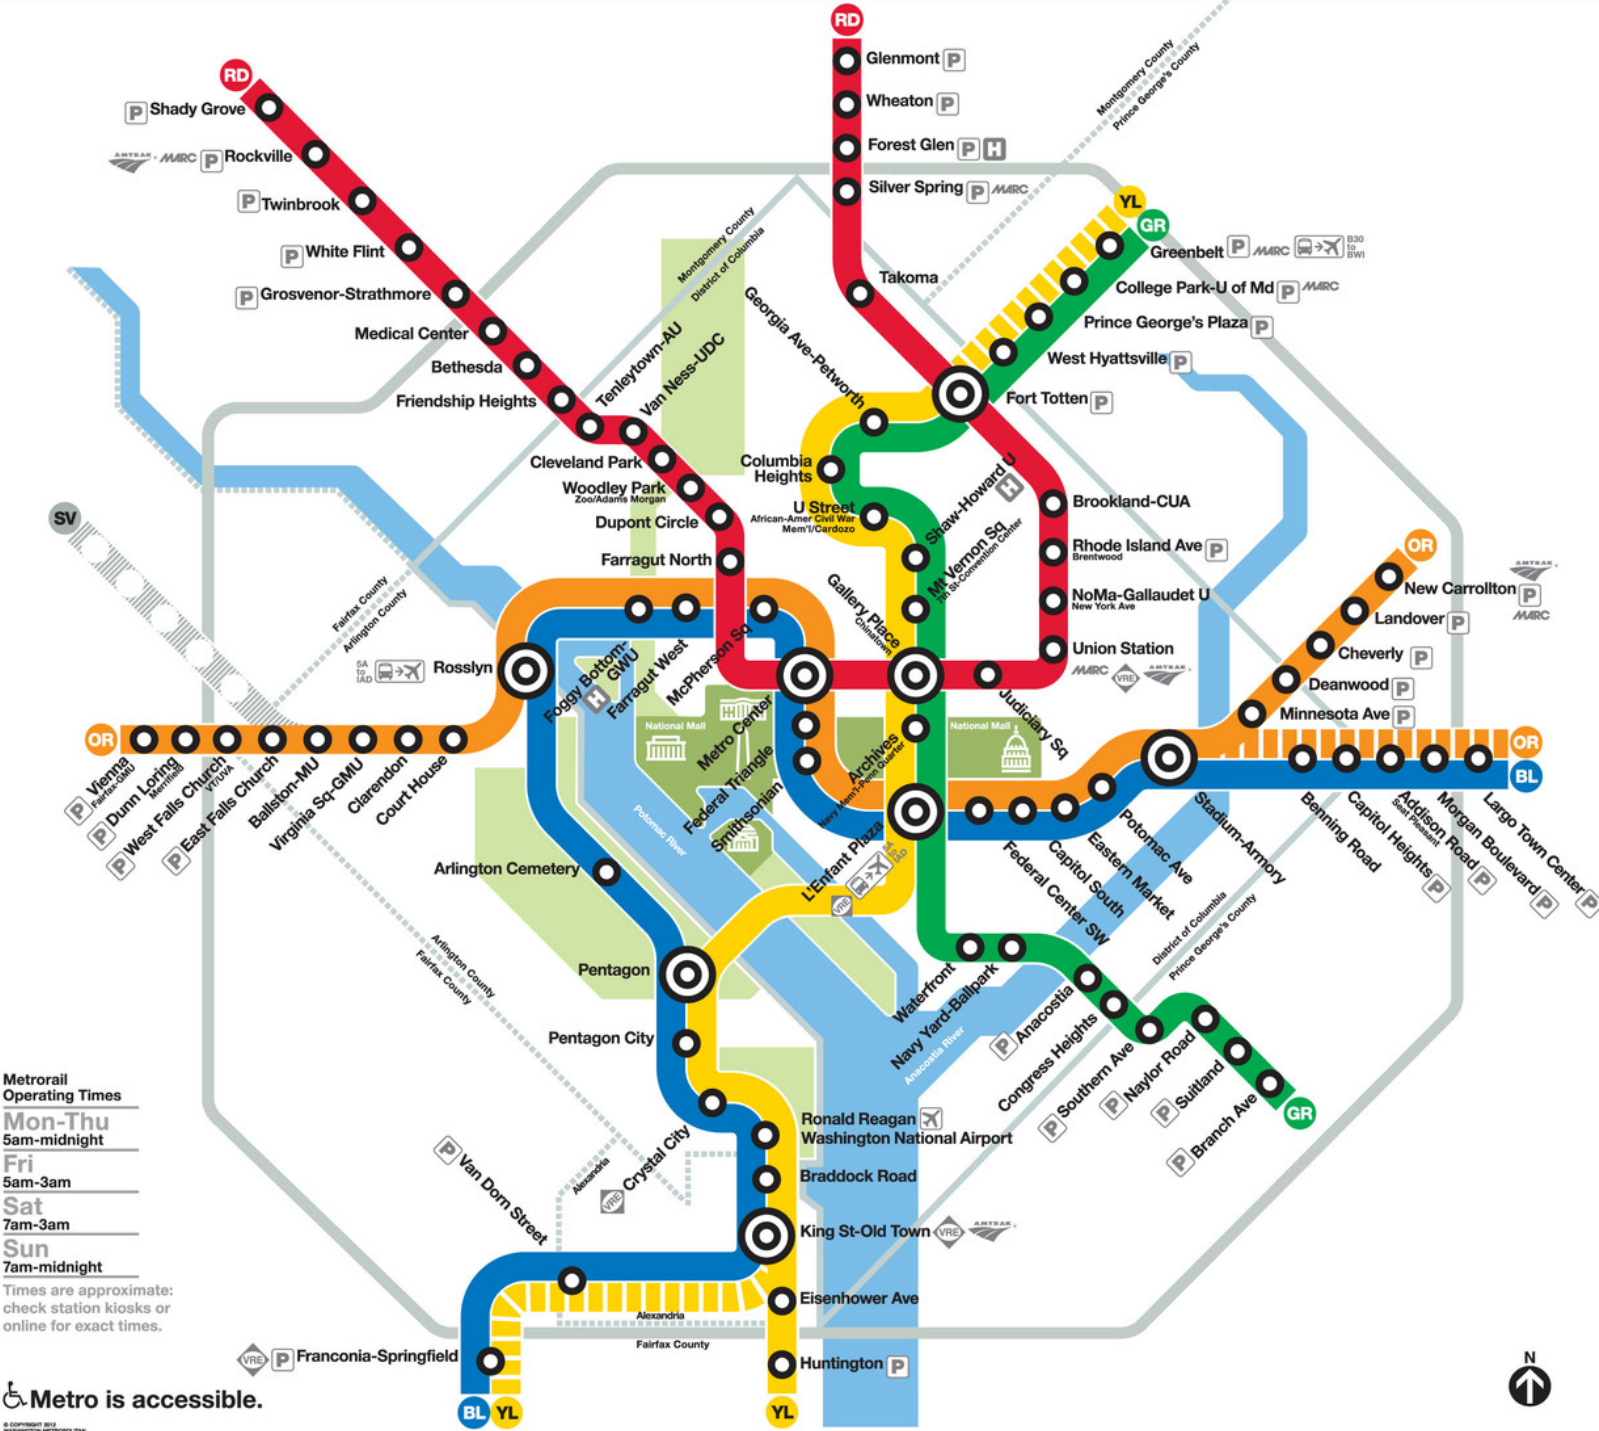 RD
Glenmont P
Wheaton P
Forest Glen P H
Silver Spring P MARC
Takoma
Montgomery County
Prince George's County
RD
P Shady Grove
AMTRAK MARC P Rockville
P Twinbrook
P White Flint
P Grosvenor-Strathmore
Medical Center
Bethesda
Friendship Heights
Tenleytown-AU
Van Ness-UDC
Cleveland Park
Woodley Park
Zoo/Adams Morgan
Dupont Circle
Farragut North
Montgomery County
District of Columbia
YL
GR
Greenbelt P MARC
B30
to
BWI
College Park-U of Md P MARC
Prince George's Plaza P
West Hyattsville P
Fort Totten P
Georgia Ave-Petworth
Columbia
Heights
U Street
African-Amer Civil War
Mem'l/Cardozo
Shaw-Howard U
H
Mt Vernon Sq
7th St-Convention Center
Gallery Place
Chinatown
Brookland-CUA
Rhode Island Ave P
Brentwood
NoMa-Gallaudet U
New York Ave
Union Station
MARC VRE AMTRAK
Judiciary Sq
SV
Fairfax County
Arlington County
5A
to
IAD
Rosslyn
Foggy Bottom-
GWU
H
Farragut West
McPherson Sq
Metro Center
Federal Triangle
Smithsonian
National Mall
National Mall
Archives
Navy Mem'l-Penn Quarter
L'Enfant Plaza
5A
to
IAD
VRE
OR
New Carrollton P
AMTRAK
MARC
Landover P
Cheverly P
Deanwood P
Minnesota Ave P
OR
P Vienna
Fairfax-GMU
P Dunn Loring
Merrifield
P West Falls Church
VT/UVA
P East Falls Church
Ballston-MU
Virginia Sq-GMU
Clarendon
Court House
OR
BL
Stadium-Armory
Potomac Ave
Eastern Market
Capitol South
Federal Center SW
Benning Road
Capitol Heights P
Addison Road P
Seat Pleasant
Morgan Boulevard P
Largo Town Center P
District of Columbia
Prince George's County
Potomac River
Arlington Cemetery
Arlington County
Fairfax County
Pentagon
Pentagon City
VRE Crystal City
Waterfront
Navy Yard-Ballpark
Anacostia River
P Anacostia
Congress Heights
P Southern Ave
P Naylor Road
P Suitland
P Branch Ave
GR
Ronald Reagan
Washington National Airport
Braddock Road
King St-Old Town VRE AMTRAK
Eisenhower Ave
Huntington P
YL
P Van Dorn Street
Alexandria
Alexandria
Fairfax County
VRE P Franconia-Springfield
BL YL
Metrorail
Operating Times
Mon-Thu
5am-midnight
Fri
5am-3am
Sat
7am-3am
Sun
7am-midnight
Times are approximate:
check station kiosks or
online for exact times.
Metro is accessible.
© COPYRIGHT 2012
WASHINGTON METROPOLITAN
N